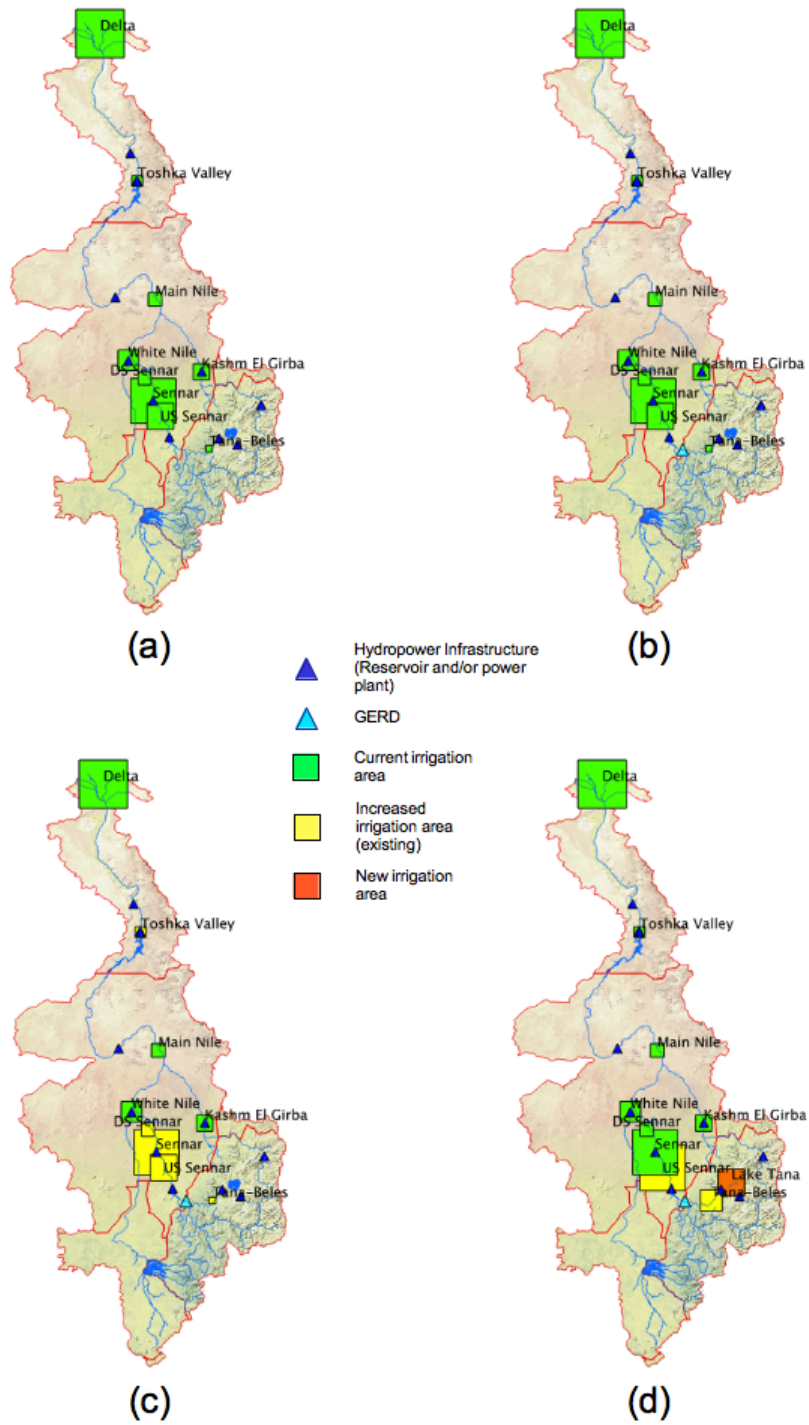 Delta
Toshka Valley
Main Nile
White Nile
DS Sennar
Kashm El Girba
Sennar
US Sennar
Tana-Beles
(a)
Delta
Toshka Valley
Main Nile
White Nile
DS Sennar
Kashm El Girba
Sennar
US Sennar
Tana-Beles
(b)
Hydropower Infrastructure
(Reservoir and/or power
plant)
GERD
Current irrigation
area
Increased
irrigation area
(existing)
New irrigation
area
Delta
Toshka Valley
Main Nile
White Nile
DS Sennar
Kashm El Girba
Sennar
US Sennar
Tana-Beles
(c)
Delta
Toshka Valley
Main Nile
White Nile
DS Sennar
Kashm El Girba
Sennar
US Sennar
Lake Tana
Tana-Beles
(d)